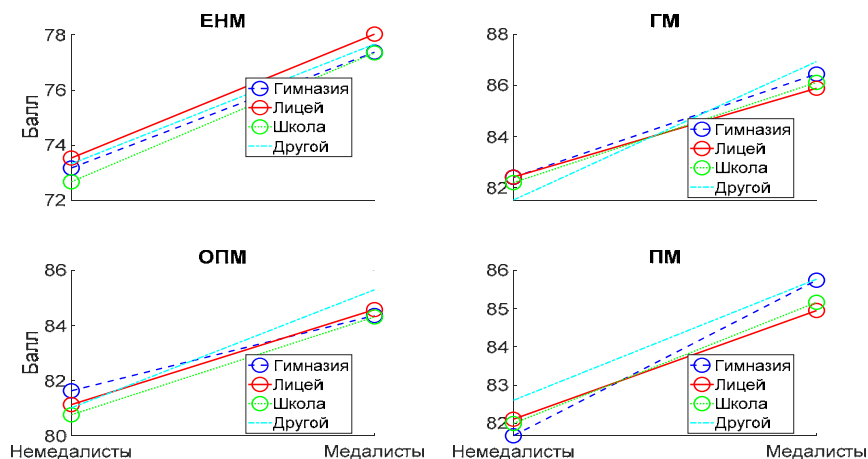 ЕНМ
78
76
74
72
Балл
Гимназия
Лицей
Школа
Другой
ГМ
88
86
84
82
Гимназия
Лицей
Школа
Другой
ОПМ
86
84
82
80
Балл
Гимназия
Лицей
Школа
Другой
Немедалисты
Медалисты
ПМ
86
85
84
83
82
Гимназия
Лицей
Школа
Другой
Немедалисты
Медалисты